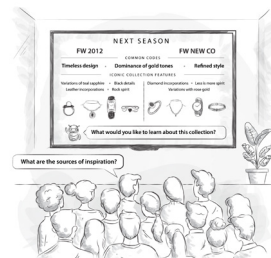 NEXT SEASON
FW 2012 FW NEW CO
COMMON CODES
Timeless design - Dominance of gold tones - Refined style
ICONIC COLLECTION FEATURES
Variations of teal sapphire • Black details Diamond incorporations • Less is more spirit
Leather incorporations • Rock spirit Variations with rose gold
What would you like to learn about this collection?
What are the sources of inspiration?